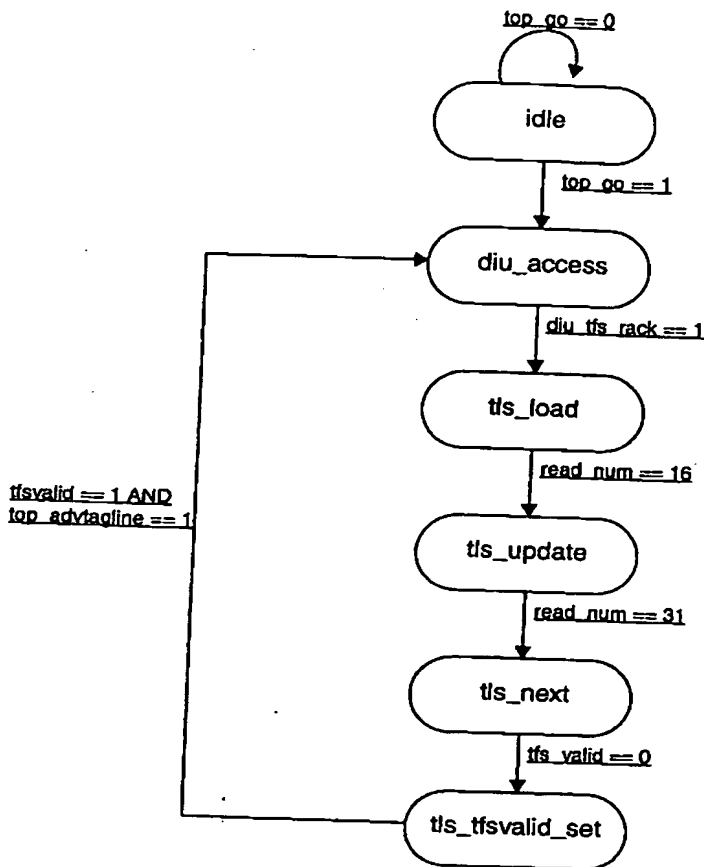 top_go == 0
idle
top_go == 1
diu_access
diu_tfs_rack == 1
tls_load
read_num == 16
tfsvalid == 1 AND
top_advtagline == 1
tls_update
read_num == 31
tls_next
tfs_valid == 0
tls_tfsvalid_set